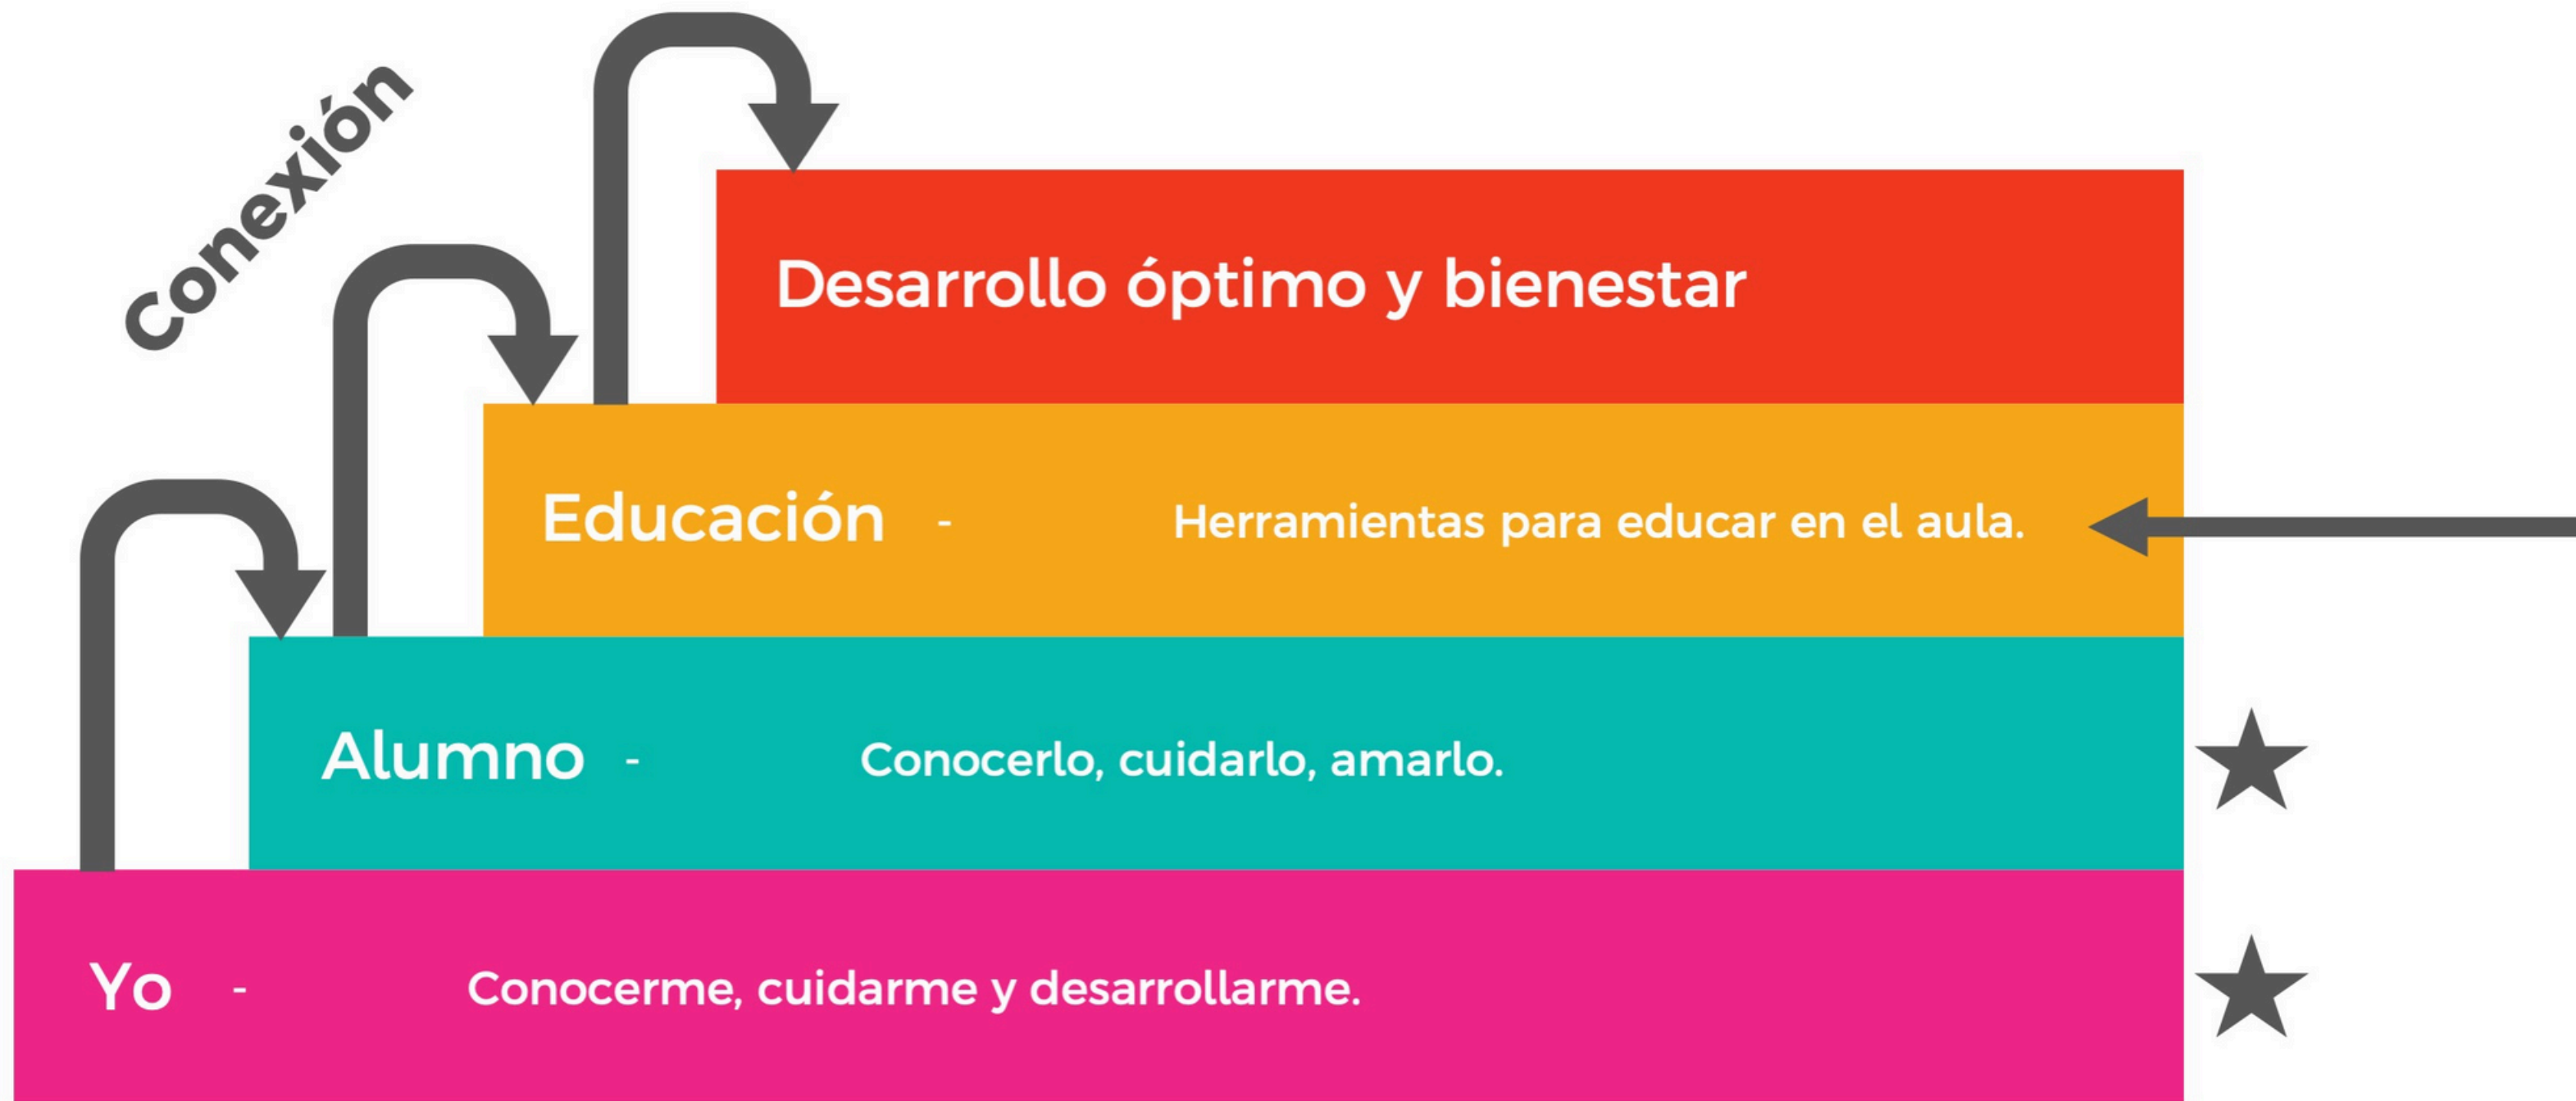 Conexión
Desarrollo óptimo y bienestar
Educación - Herramientas para educar en el aula.
Alumno - Conocerlo, cuidarlo, amarlo.
Yo - Conocerme, cuidarme y desarrollarme.